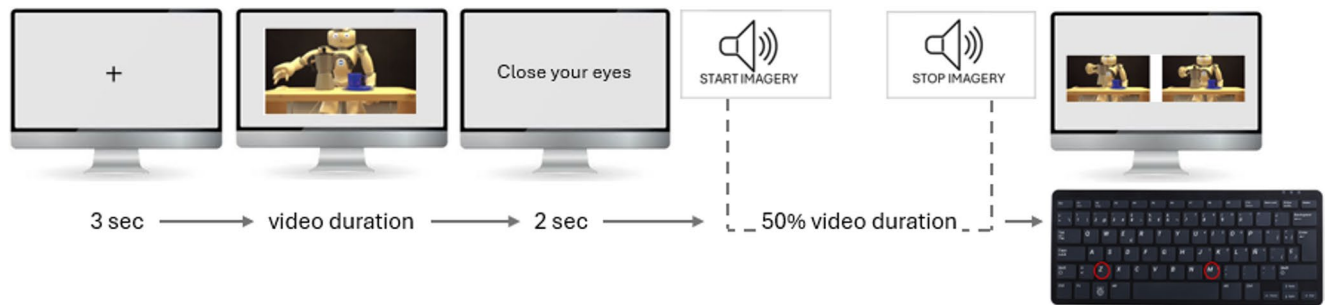 +
Close your eyes
START IMAGERY
STOP IMAGERY
3 sec
video duration
2 sec
50% video duration
Q W E R T Y U I O P
A S D F G H J K L Ñ
Z X C V B N M